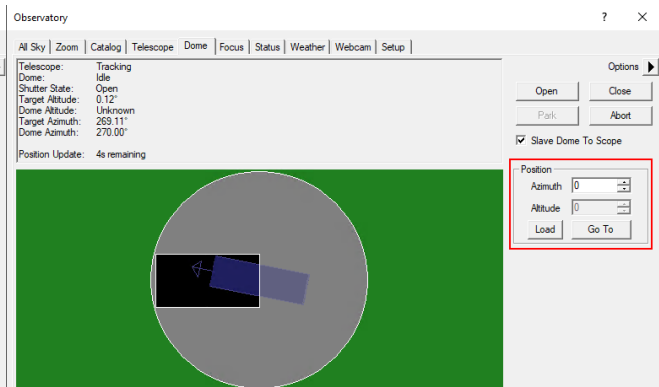 Observatory ? ×
All Sky Zoom Catalog Telescope Dome Focus Status Weather Webcam Setup
Options
Telescope: Tracking
Dome: Idle
Shutter State: Open
Target Altitude: 0.12°
Dome Altitude: Unknown
Target Azimuth: 269.11°
Dome Azimuth: 270.00°
Position Update: 4s remaining
Open Close
Park Abort
Slave Dome To Scope
Position
Azimuth 0
Altitude 0
Load Go To